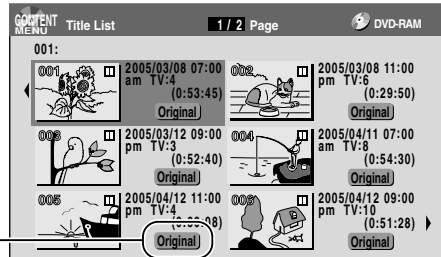 CONTENT MENU Title List 1 / 2 Page DVD-RAM
001:
001 2005/03/08 07:00
am TV:4
(0:53:45)
Original
002 2005/03/08 11:00
pm TV:6
(0:29:50)
Original
003 2005/03/12 09:00
pm TV:3
(0:52:40)
Original
004 2005/04/11 07:00
am TV:8
(0:54:30)
Original
005 2005/04/12 11:00
pm TV:4
Original
006 2005/04/12 09:00
pm TV:10
(0:51:28)
Original